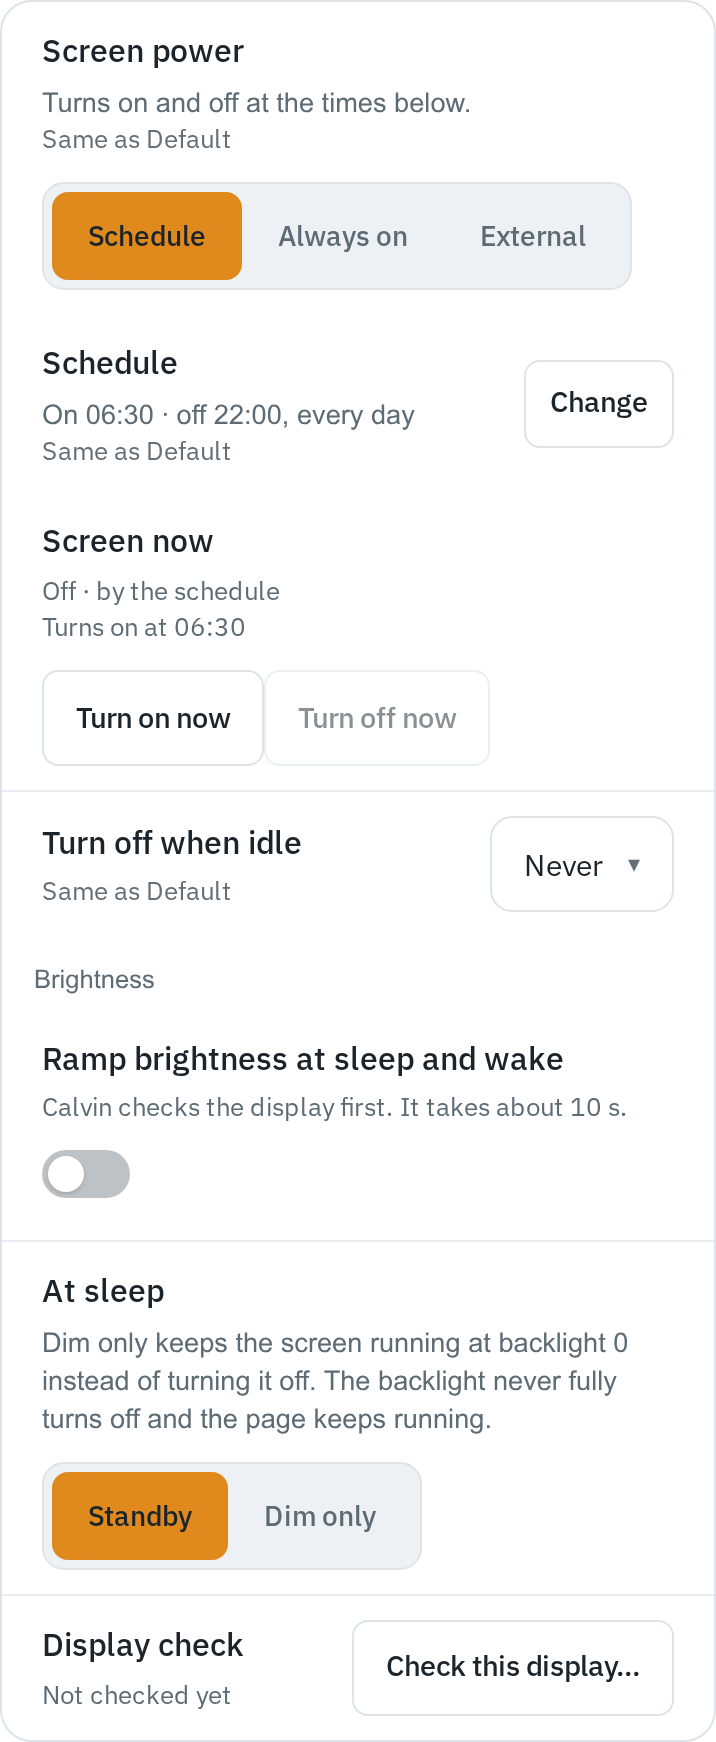 Screen power
Turns on and off at the times below.
Same as Default
Schedule
Always on
External
Schedule
On 06:30 · off 22:00, every day
Same as Default
Change
Screen now
Off · by the schedule
Turns on at 06:30
Turn on now
Turn off now
Turn off when idle
Same as Default
Never ▼
Brightness
Ramp brightness at sleep and wake
Calvin checks the display first. It takes about 10 s.
At sleep
Dim only keeps the screen running at backlight 0
instead of turning it off. The backlight never fully
turns off and the page keeps running.
Standby
Dim only
Display check
Not checked yet
Check this display...